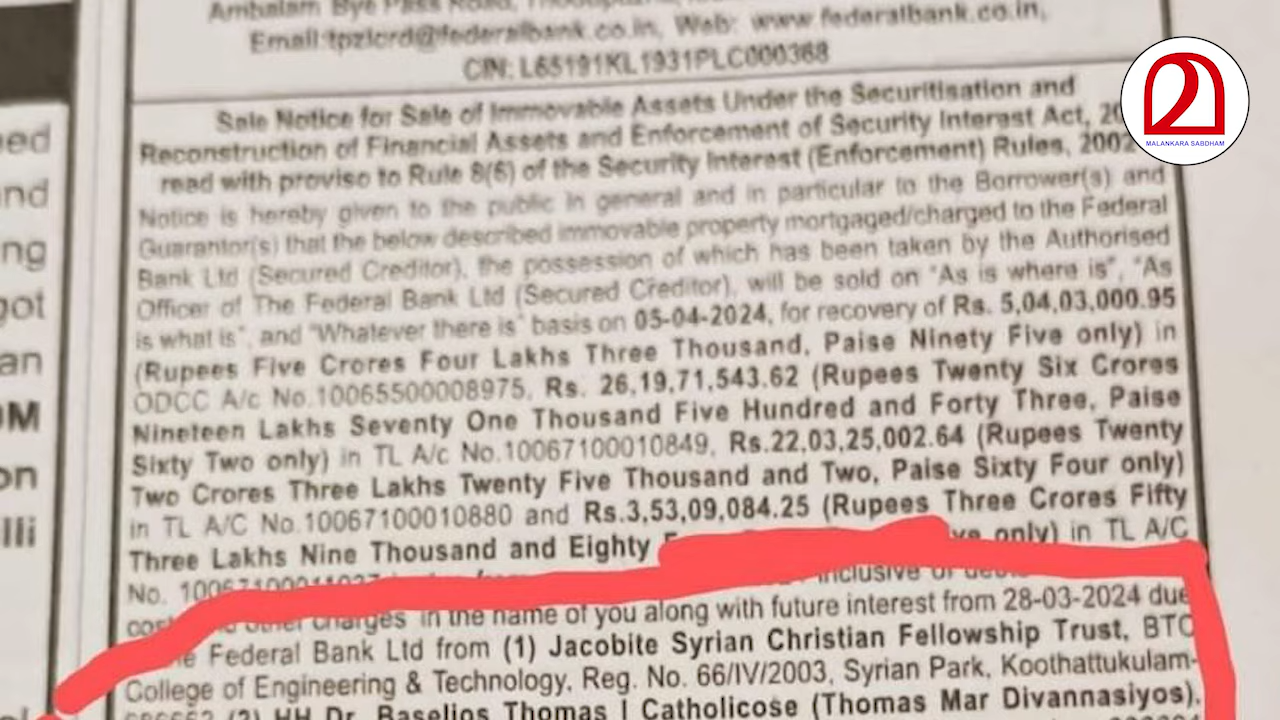 Ambalam Bye Pass Road,
Email:tpzlcrd@federalbank.co.in, Web: www.federalbank.co.in,
CIN: L65191KL1931PLC000368
Sale Notice for Sale of Immovable Assets Under the Securitisation and
Reconstruction of Financial Assets and Enforcement of Security Interest Act,
read with proviso to Rule 8(6) of the Security Interest (Enforcement) Rules, 2002
Notice is hereby given to the public in general and in particular to the Borrower(s) and
Guarantor(s) that the below described immovable property mortgaged/charged to the Federal
Bank Ltd (Secured Creditor), the possession of which has been taken by the Authorised
Officer of The Federal Bank Ltd (Secured Creditor), will be sold on "As is where is", "As
is what is", and "Whatever there is" basis on 05-04-2024, for recovery of Rs. 5,04,03,000.95
(Rupees Five Crores Four Lakhs Three Thousand, Paise Ninety Five only) in
ODCC A/c No.10065500008975, Rs. 26,19,71,543.62 (Rupees Twenty Six Crores
Nineteen Lakhs Seventy One Thousand Five Hundred and Forty Three, Paise
Sixty Two only) in TL A/c No.10067100010849, Rs.22,03,25,002.64 (Rupees Twenty
Two Crores Three Lakhs Twenty Five Thousand and Two, Paise Sixty Four only)
in TL A/C No.10067100010880 and Rs.3,53,09,084.25 (Rupees Three Crores Fifty
Three Lakhs Nine Thousand and Eighty only) in TL A/C
No. inclusive of
other charges in the name of you along with future interest from 28-03-2024 due
Federal Bank Ltd from (1) Jacobite Syrian Christian Fellowship Trust, BTC
College of Engineering & Technology, Reg. No. 66/IV/2003, Syrian Park, Koothattukulam-
(2) HH Dr. Baselios Thomas I Catholicose (Thomas Mar Divannasiyos),
MALANKARA SABDHAM
ed
nd
ng
got
an
OM
on
lli